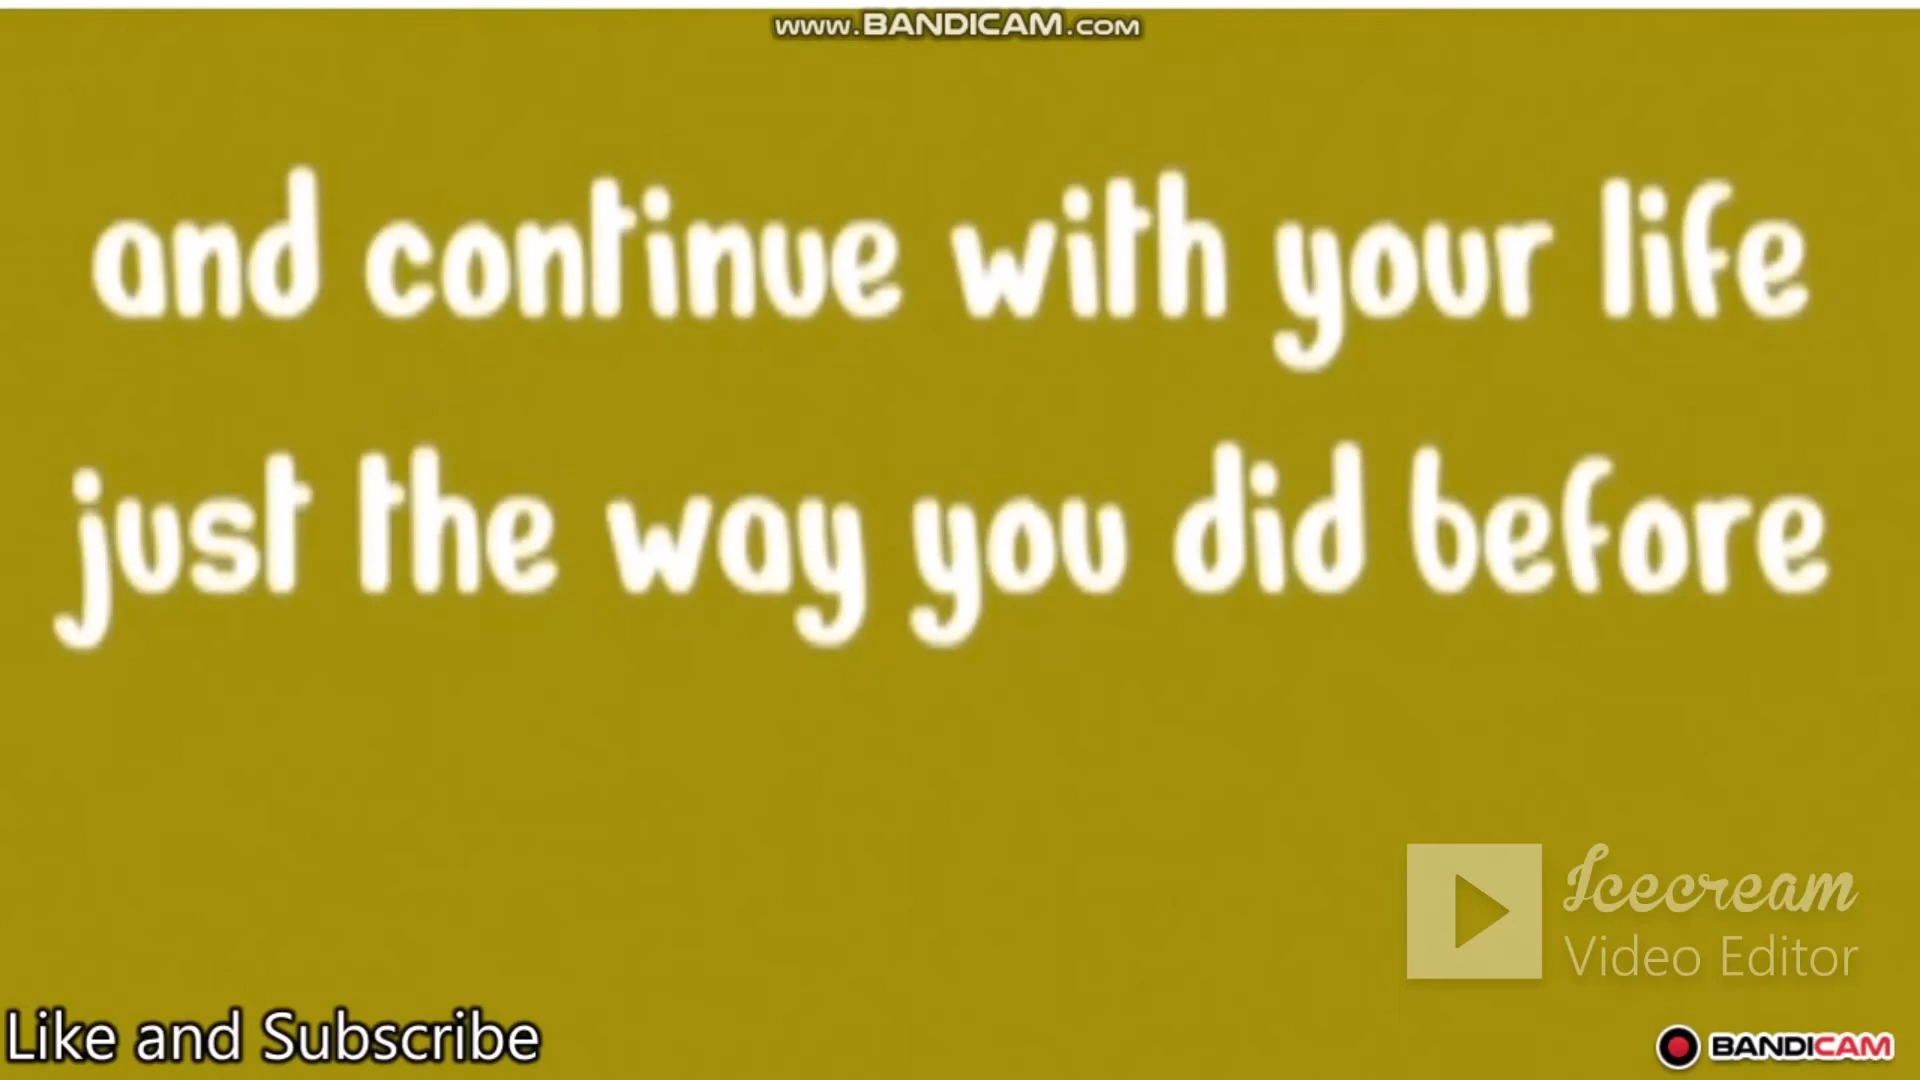 www.BANDICAM.com
and continue with your life
just the way you did before
Icecream
Video Editor
Like and Subscribe
BANDICAM